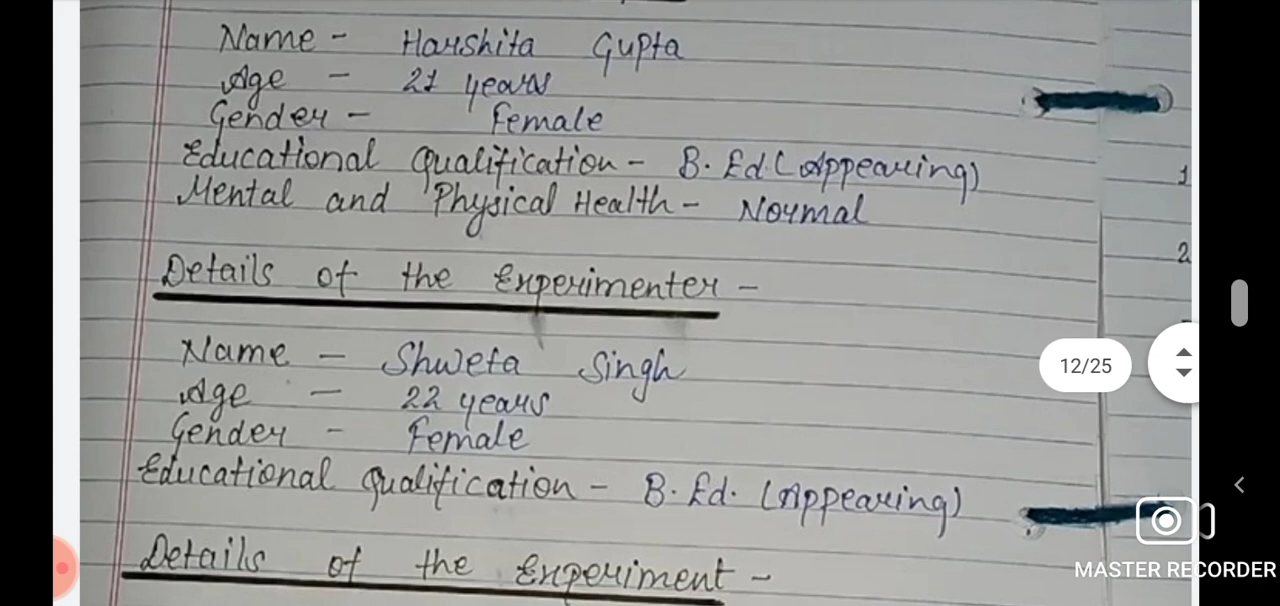 Name - Harshita Gupta
Age - 21 years
Gender - Female
Educational Qualification - B. Ed. (Appearing)
Mental and Physical Health - Normal
1
2
Details of the Experimenter -
Name - Shweta Singh
12/25
Age - 22 years
Gender - Female
Educational Qualification - B. Ed. (Appearing)
Details of the Experiment -
MASTER RECORDER